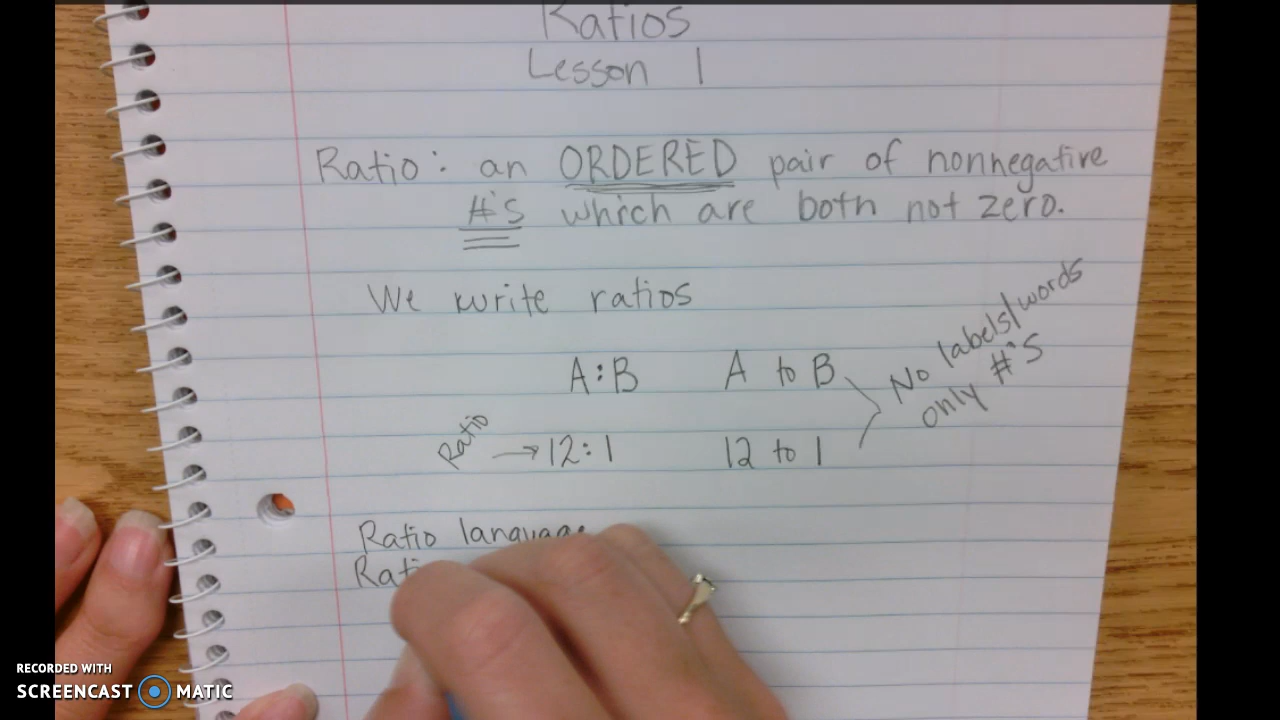 Ratios
Lesson 1
Ratio: an ORDERED pair of nonnegative
#'s which are both not zero.
We write ratios
A:B A to B
No labels/words
only #'s
Ratio → 12:1 12 to 1
Ratio language
RECORDED WITH
SCREENCAST MATIC